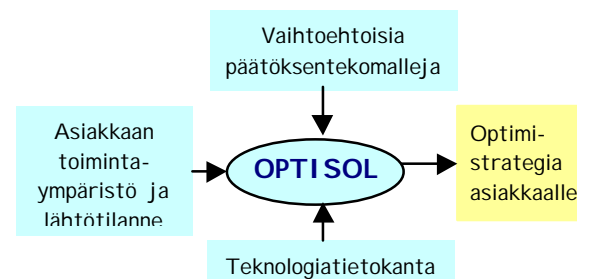 Vaihtoehtoisia
päätöksentekomalleja
Asiakkaan
toiminta-
ympäristö ja
lähtötilanne
OPTISOL
Optimi-
strategia
asiakkaalle
Teknologiatietokanta